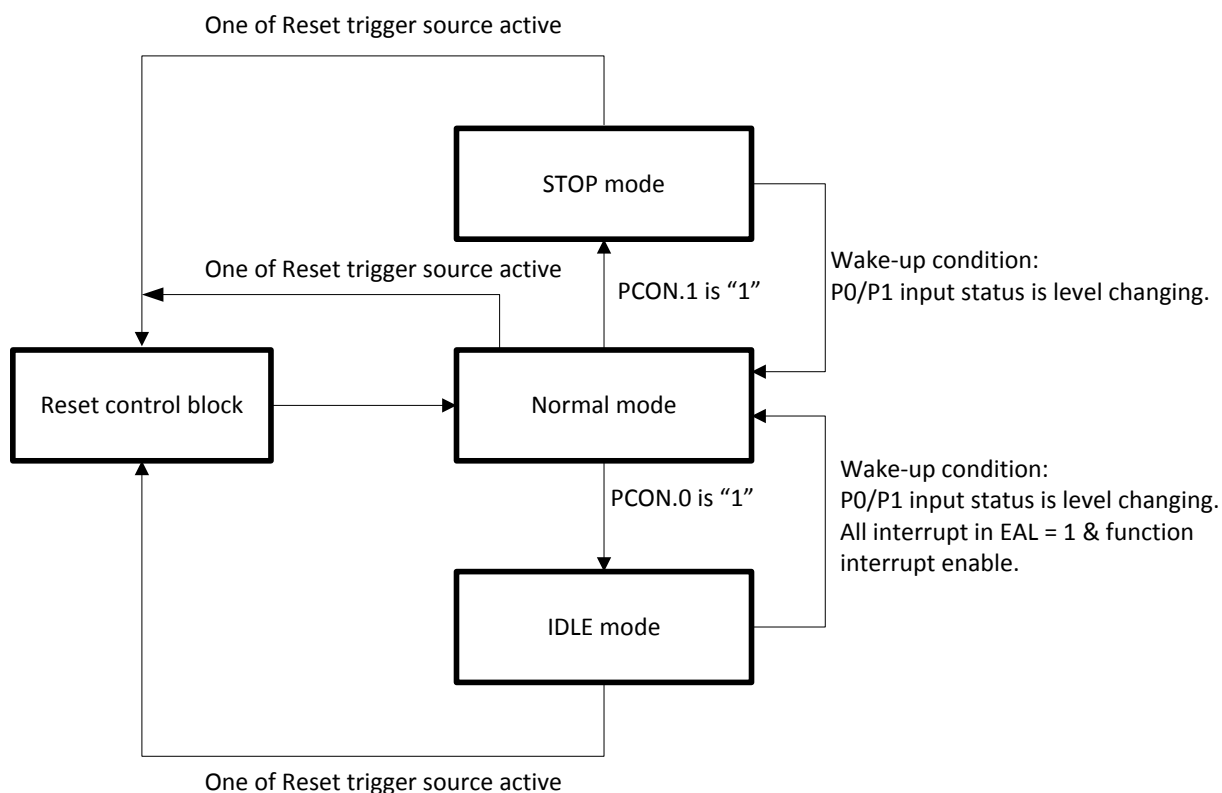 One of Reset trigger source active
STOP mode
One of Reset trigger source active
PCON.1 is “1”
Wake-up condition:
P0/P1 input status is level changing.
Reset control block
Normal mode
PCON.0 is “1”
Wake-up condition:
P0/P1 input status is level changing.
All interrupt in EAL = 1 & function
interrupt enable.
IDLE mode
One of Reset trigger source active